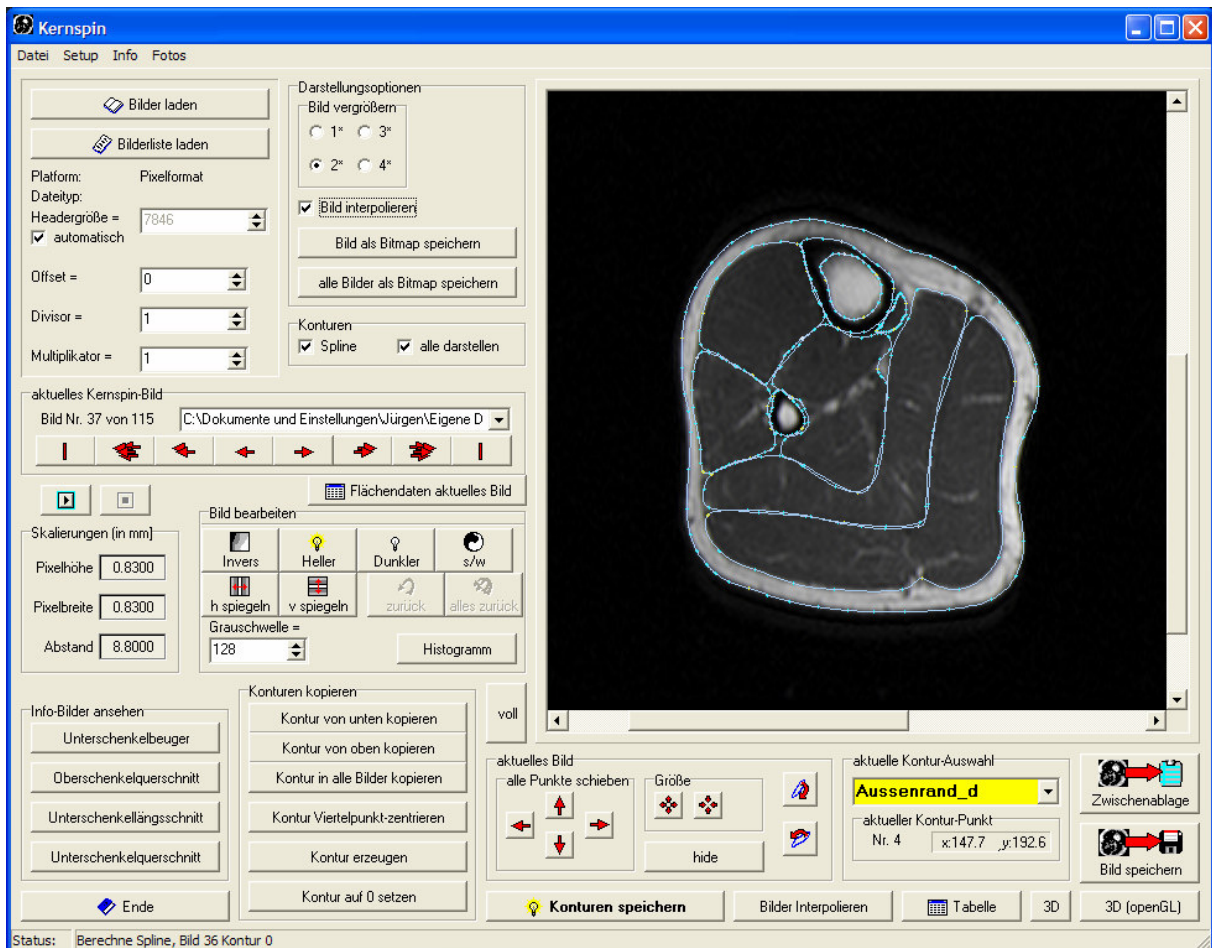 Kernspin
Datei Setup Info Fotos
Bilder laden
Bilderliste laden
Platform: Pixelformat
Dateityp:
Headergröße = 7846
automatisch
Offset = 0
Divisor = 1
Multiplikator = 1
Darstellungsoptionen
Bild vergrößern
1* 3*
2* 4*
Bild interpolieren
Bild als Bitmap speichern
alle Bilder als Bitmap speichern
Konturen
Spline alle darstellen
aktuelles Kernspin-Bild
Bild Nr. 37 von 115 C:\Dokumente und Einstellungen\Jürgen\Eigene D
Flächendaten aktuelles Bild
Skalierungen (in mm)
Pixelhöhe 0.8300
Pixelbreite 0.8300
Abstand 8.8000
Bild bearbeiten
Invers Heller Dunkler s/w
h spiegeln v spiegeln zurück alles zurück
Grauschwelle =
128 Histogramm
Info-Bilder ansehen
Unterschenkelbeuger
Oberschenkelquerschnitt
Unterschenkellängsschnitt
Unterschenkelquerschnitt
Ende
Konturen kopieren
Kontur von unten kopieren
Kontur von oben kopieren
Kontur in alle Bilder kopieren
Kontur Viertelpunkt-zentrieren
Kontur erzeugen
Kontur auf 0 setzen
voll
aktuelles Bild
alle Punkte schieben Größe
hide
aktuelle Kontur-Auswahl
Aussenrand_d
aktueller Kontur-Punkt
Nr. 4 x:147.7 ,y:192.6
Zwischenablage
Bild speichern
Konturen speichern Bilder Interpolieren Tabelle 3D 3D (openGL)
Status: Berechne Spline, Bild 36 Kontur 0